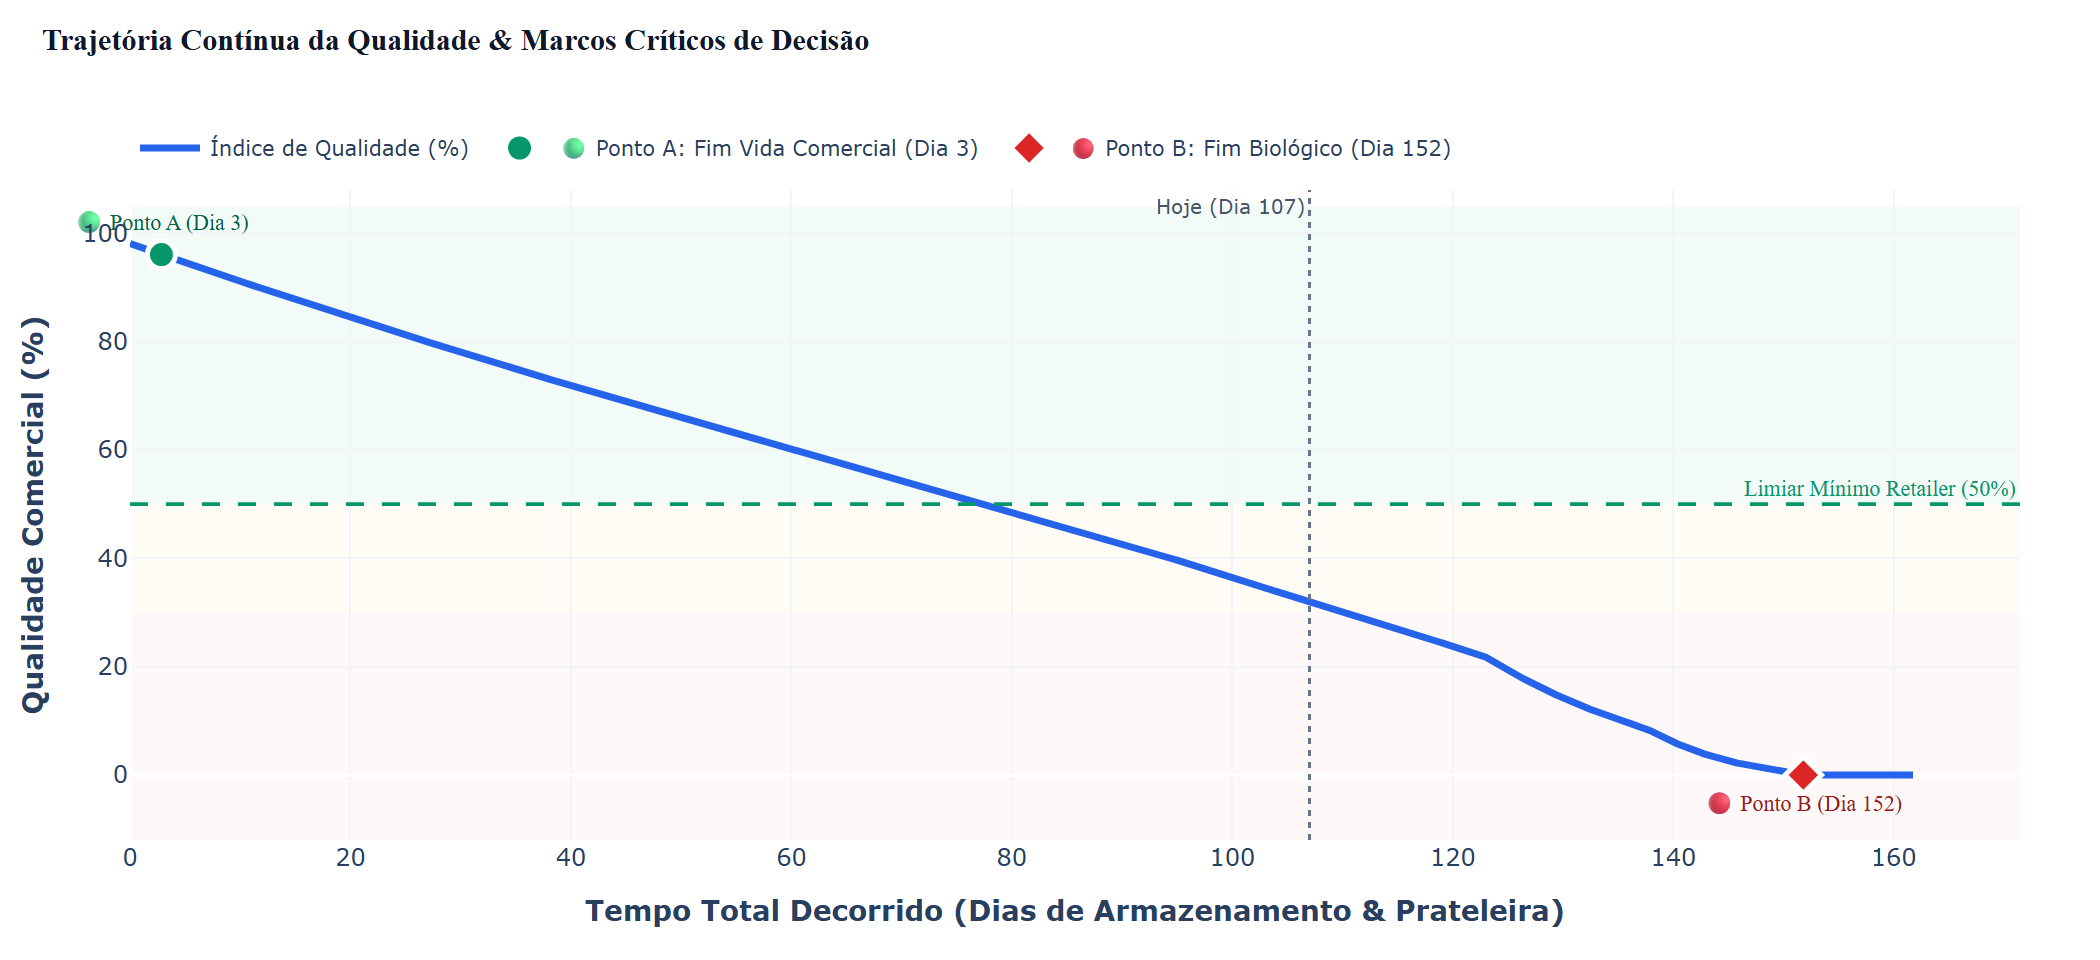 Trajetória Contínua da Qualidade & Marcos Críticos de Decisão
Índice de Qualidade (%)
Ponto A: Fim Vida Comercial (Dia 3)
Ponto B: Fim Biológico (Dia 152)
Hoje (Dia 107)
Ponto A (Dia 3)
100
80
60
Limiar Mínimo Retailer (50%)
40
20
0
Ponto B (Dia 152)
Qualidade Comercial (%)
0 20 40 60 80 100 120 140 160
Tempo Total Decorrido (Dias de Armazenamento & Prateleira)